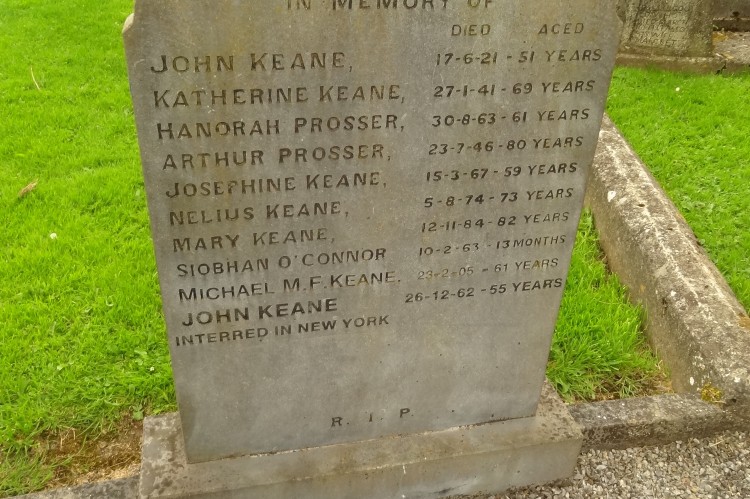 IN MEMORY OF
DIED AGED
JOHN KEANE, 17-6-21 - 51 YEARS
KATHERINE KEANE, 27-1-41 - 69 YEARS
HANORAH PROSSER, 30-8-63 - 61 YEARS
ARTHUR PROSSER, 23-7-46 - 80 YEARS
JOSEPHINE KEANE, 15-3-67 - 59 YEARS
NELIUS KEANE, 5-8-74 - 73 YEARS
MARY KEANE, 12-11-84 - 82 YEARS
SIOBHAN O'CONNOR 10-2-63 - 13 MONTHS
MICHAEL M.F. KEANE. 23-2-05 - 61 YEARS
JOHN KEANE 26-12-62 - 55 YEARS
INTERRED IN NEW YORK
R. I. P.